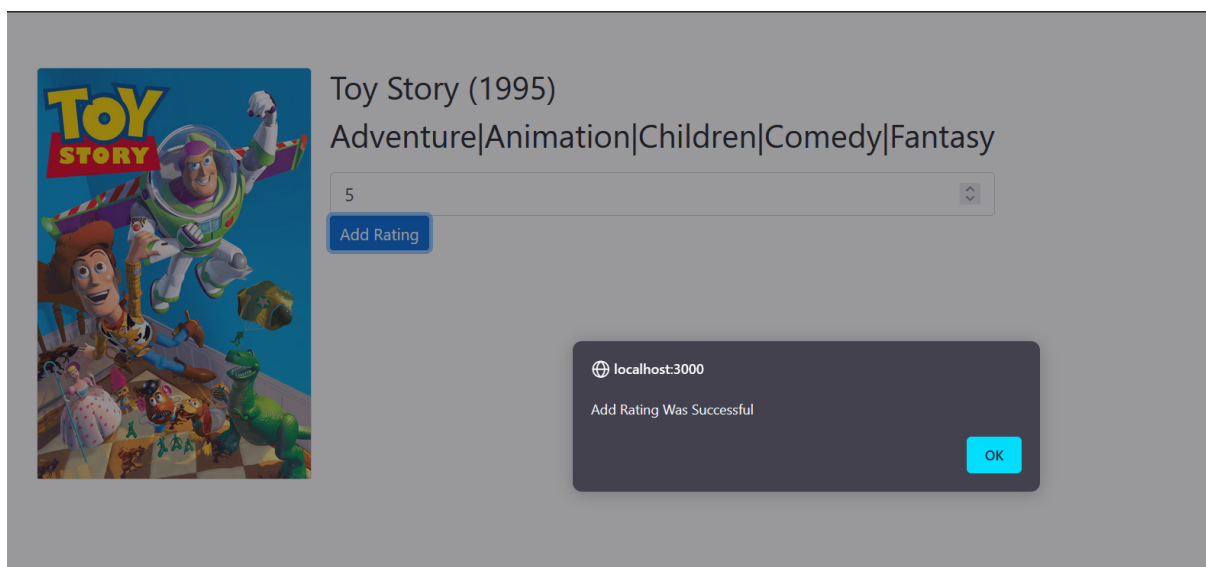 TOY
STORY
Toy Story (1995)
Adventure|Animation|Children|Comedy|Fantasy
5
Add Rating
localhost:3000
Add Rating Was Successful
OK